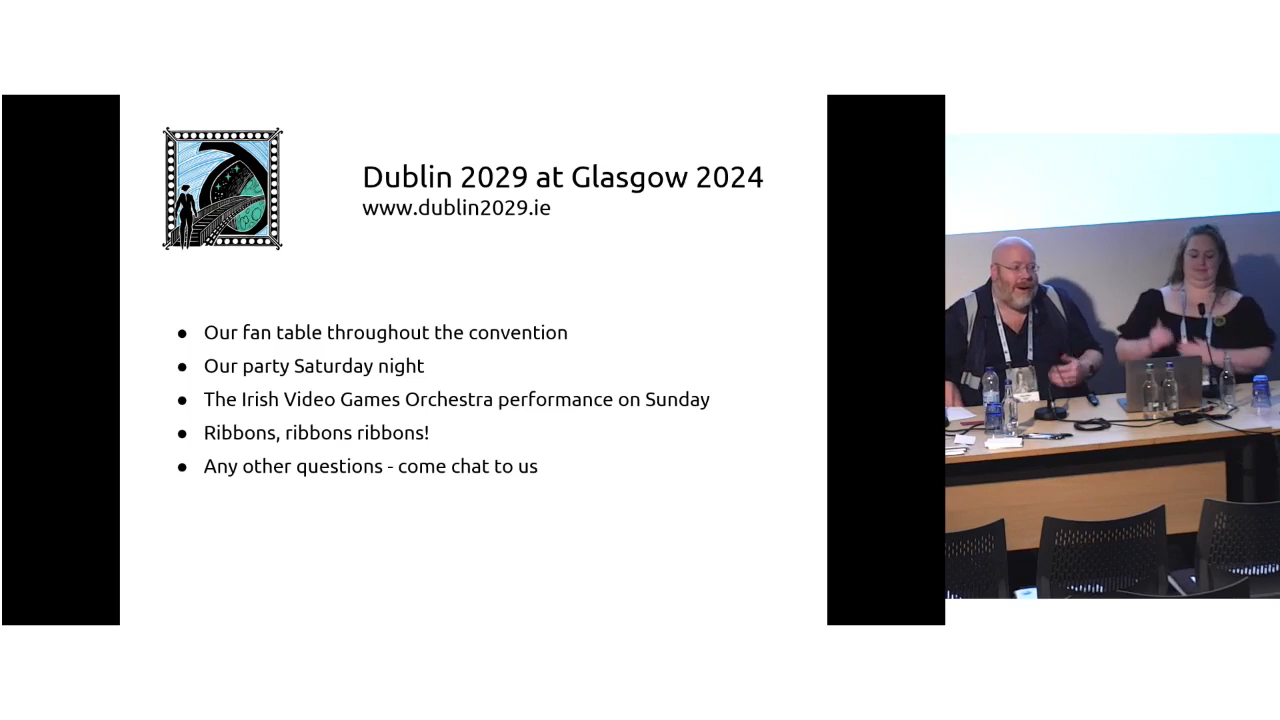 Dublin 2029 at Glasgow 2024
www.dublin2029.ie
● Our fan table throughout the convention
● Our party Saturday night
● The Irish Video Games Orchestra performance on Sunday
● Ribbons, ribbons ribbons!
● Any other questions - come chat to us